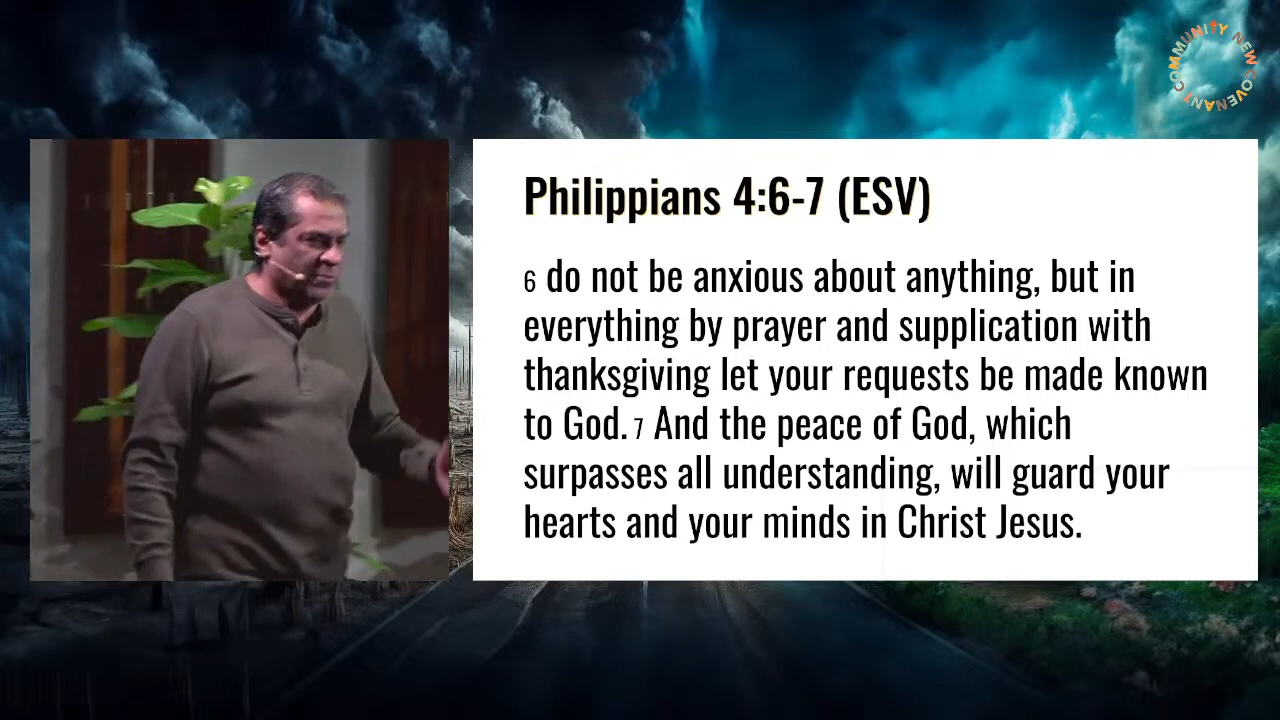 COMMUNITY NEW COVENANT
Philippians 4:6-7 (ESV)
6 do not be anxious about anything, but in
everything by prayer and supplication with
thanksgiving let your requests be made known
to God. 7 And the peace of God, which
surpasses all understanding, will guard your
hearts and your minds in Christ Jesus.